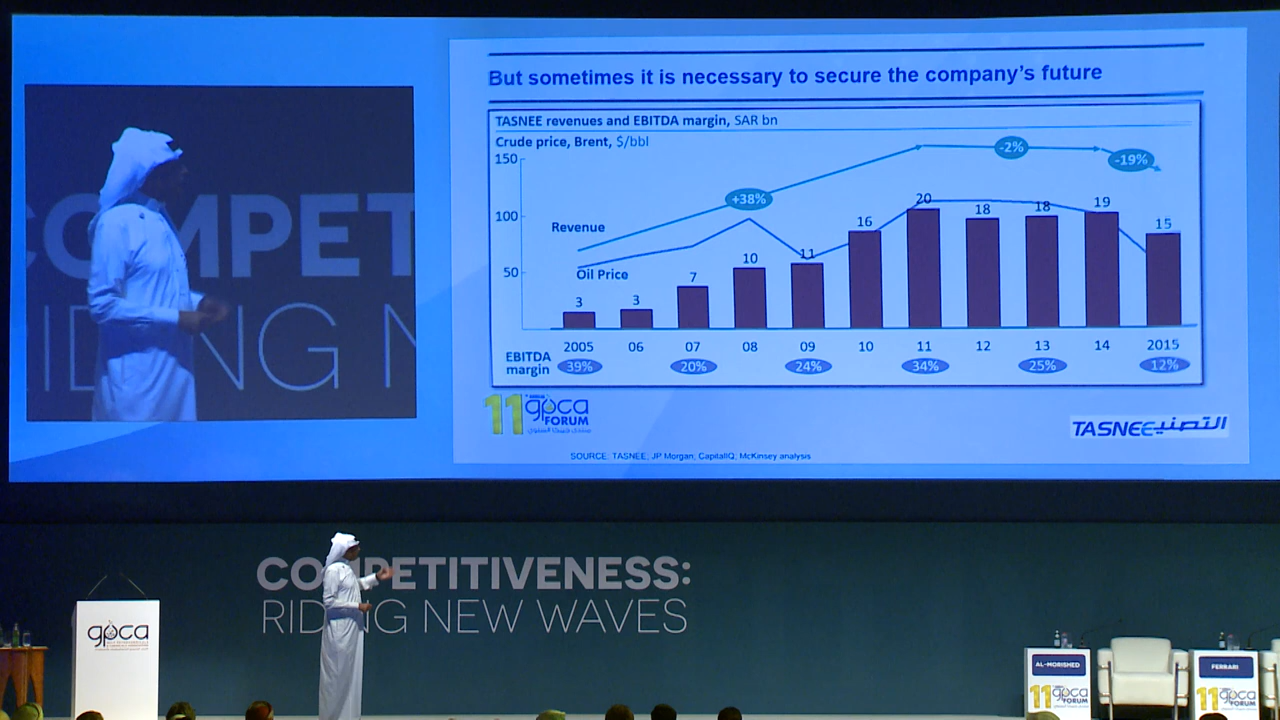 But sometimes it is necessary to secure the company's future
TASNEE revenues and EBITDA margin, SAR bn
Crude price, Brent, $/bbl
150
100
50
+38%
-2%
-19%
Revenue
Oil Price
3
3
7
10
11
16
20
18
18
19
15
2005 06 07 08 09 10 11 12 13 14 2015
EBITDA
margin
39% 20% 24% 34% 25% 12%
11 gpca
FORUM
TASNEE التصنيع
SOURCE: TASNEE, JP Morgan, CapitalIQ, McKinsey analysis
COMPET
RIDING N
COMPETITIVENESS:
RIDING NEW WAVES
gpca
AL-MORISHED
11 gpca
FORUM
FERRARI
11 gpca
FORUM